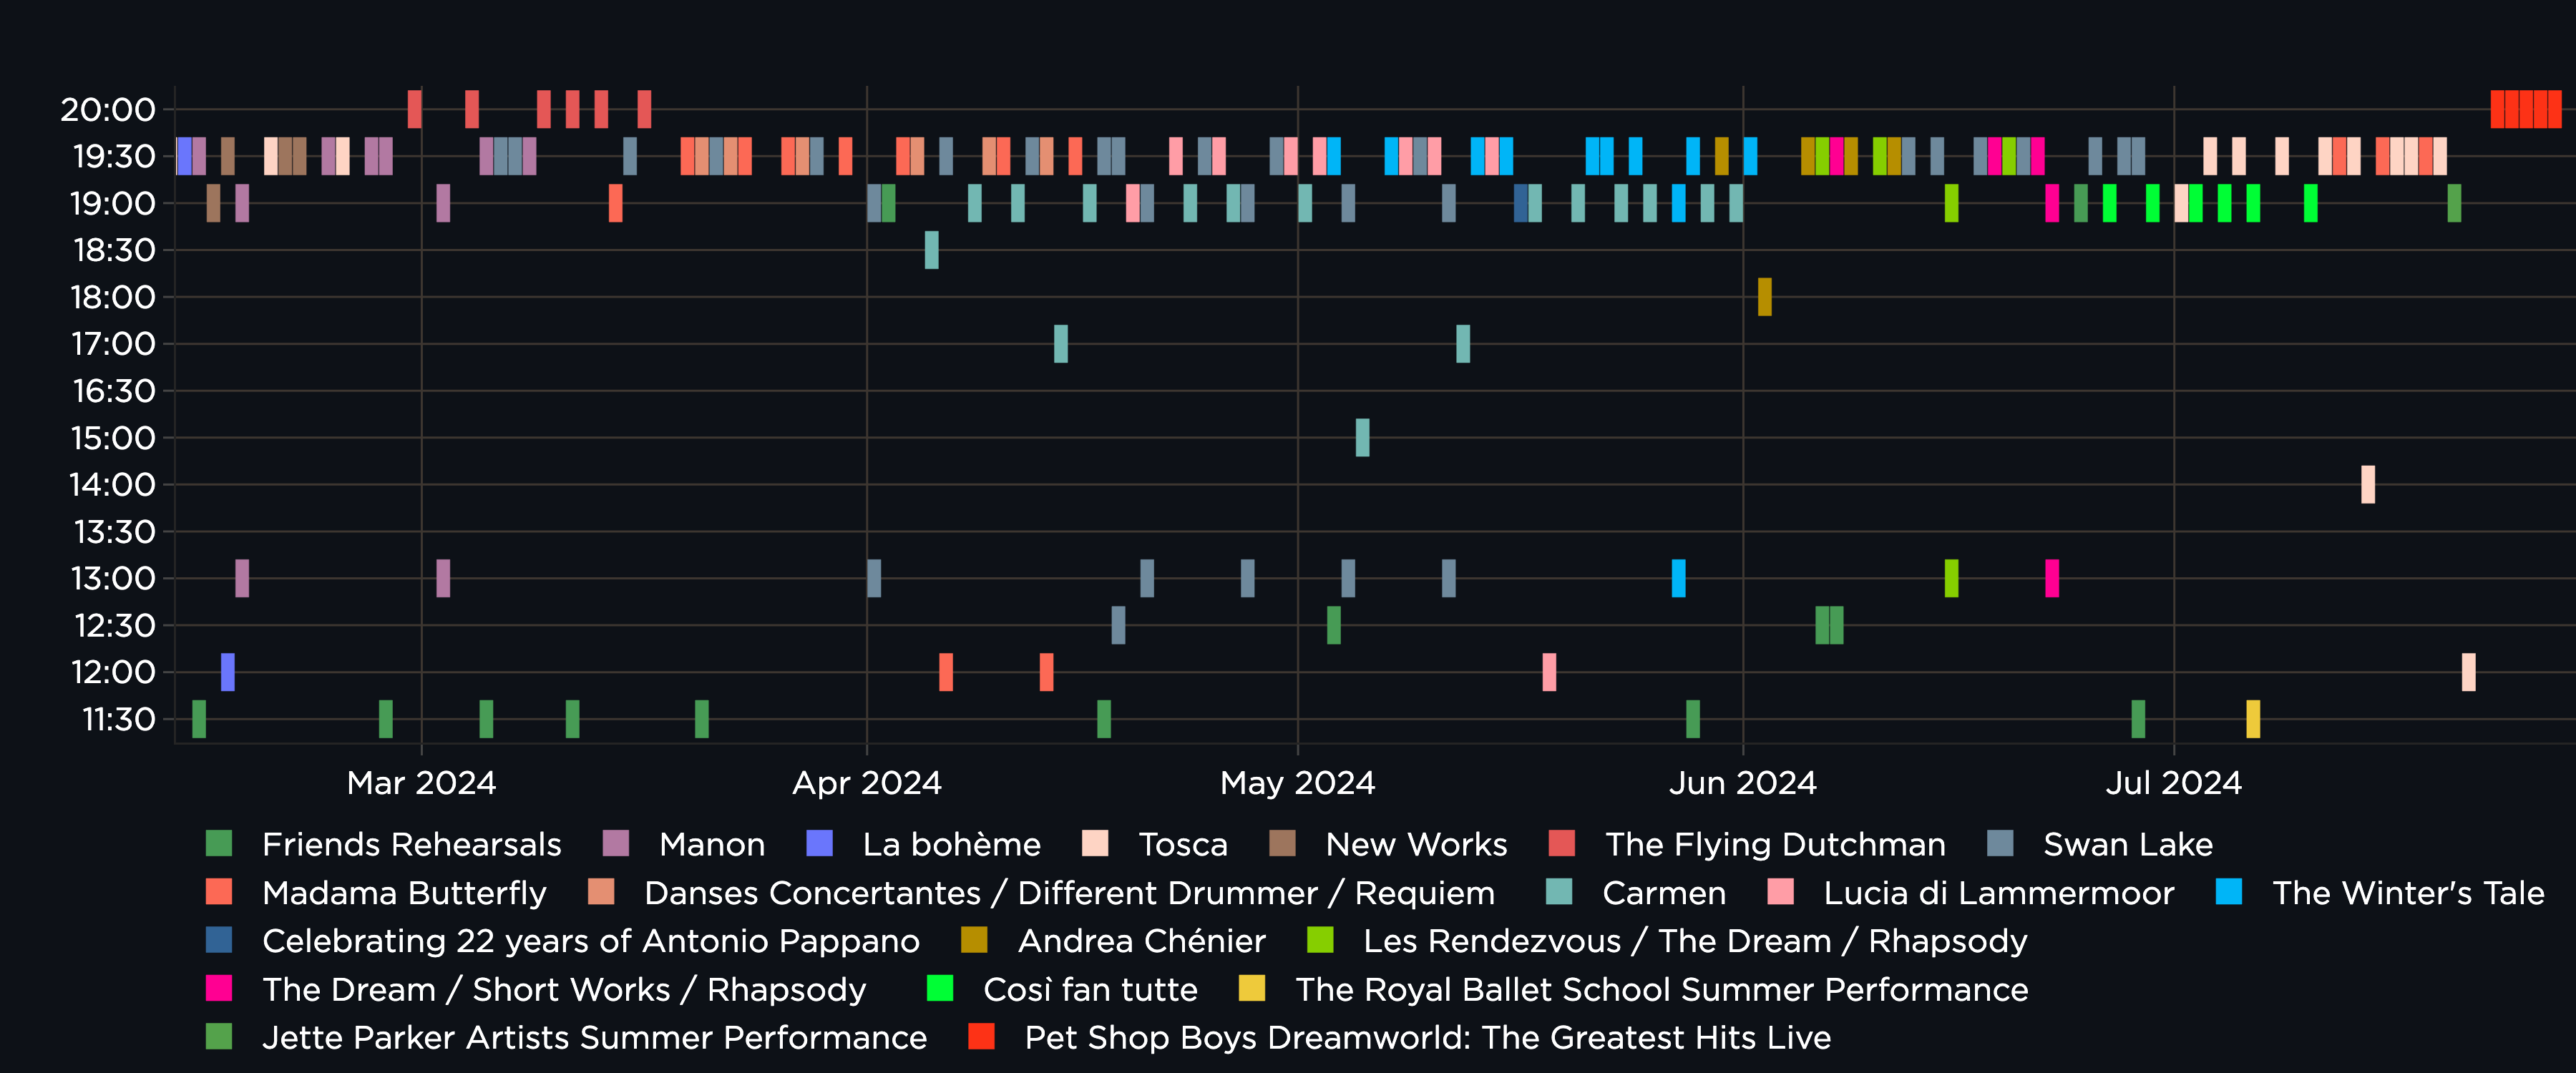 20:00
19:30
19:00
18:30
18:00
17:00
16:30
15:00
14:00
13:30
13:00
12:30
12:00
11:30
Mar 2024 Apr 2024 May 2024 Jun 2024 Jul 2024
Friends Rehearsals Manon La bohème Tosca New Works The Flying Dutchman Swan Lake
Madama Butterfly Danses Concertantes / Different Drummer / Requiem Carmen Lucia di Lammermoor The Winter's Tale
Celebrating 22 years of Antonio Pappano Andrea Chénier Les Rendezvous / The Dream / Rhapsody
The Dream / Short Works / Rhapsody Così fan tutte The Royal Ballet School Summer Performance
Jette Parker Artists Summer Performance Pet Shop Boys Dreamworld: The Greatest Hits Live